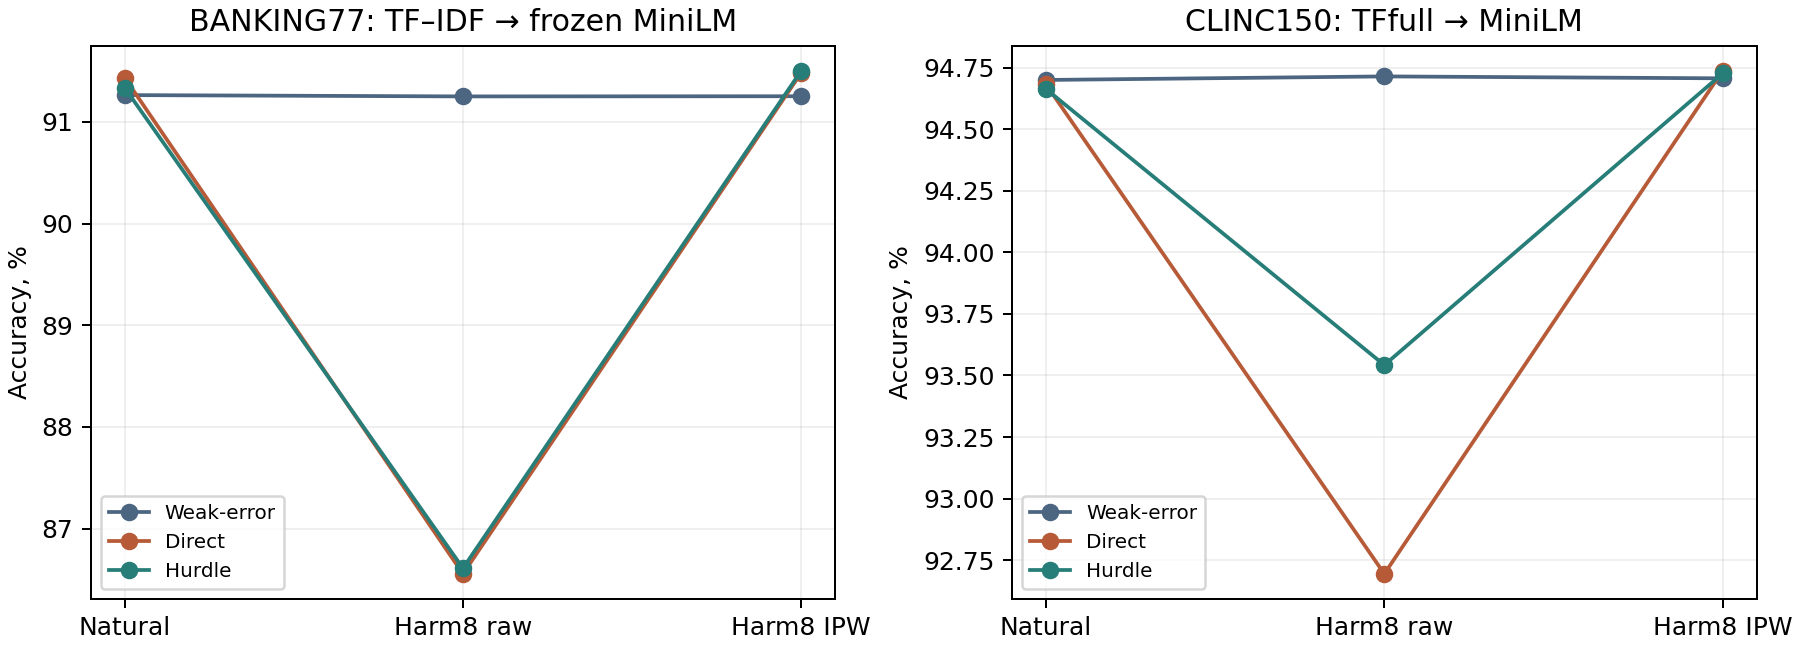 BANKING77: TF–IDF → frozen MiniLM
Accuracy, %
91
90
89
88
87
Weak-error
Direct
Hurdle
Natural
Harm8 raw
Harm8 IPW
CLINC150: TFfull → MiniLM
Accuracy, %
94.75
94.50
94.25
94.00
93.75
93.50
93.25
93.00
92.75
Weak-error
Direct
Hurdle
Natural
Harm8 raw
Harm8 IPW